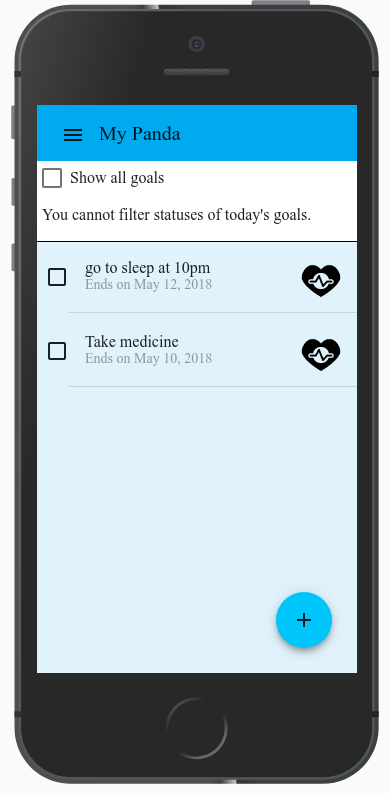 My Panda
Show all goals
You cannot filter statuses of today's goals.
go to sleep at 10pm
Ends on May 12, 2018
Take medicine
Ends on May 10, 2018
+